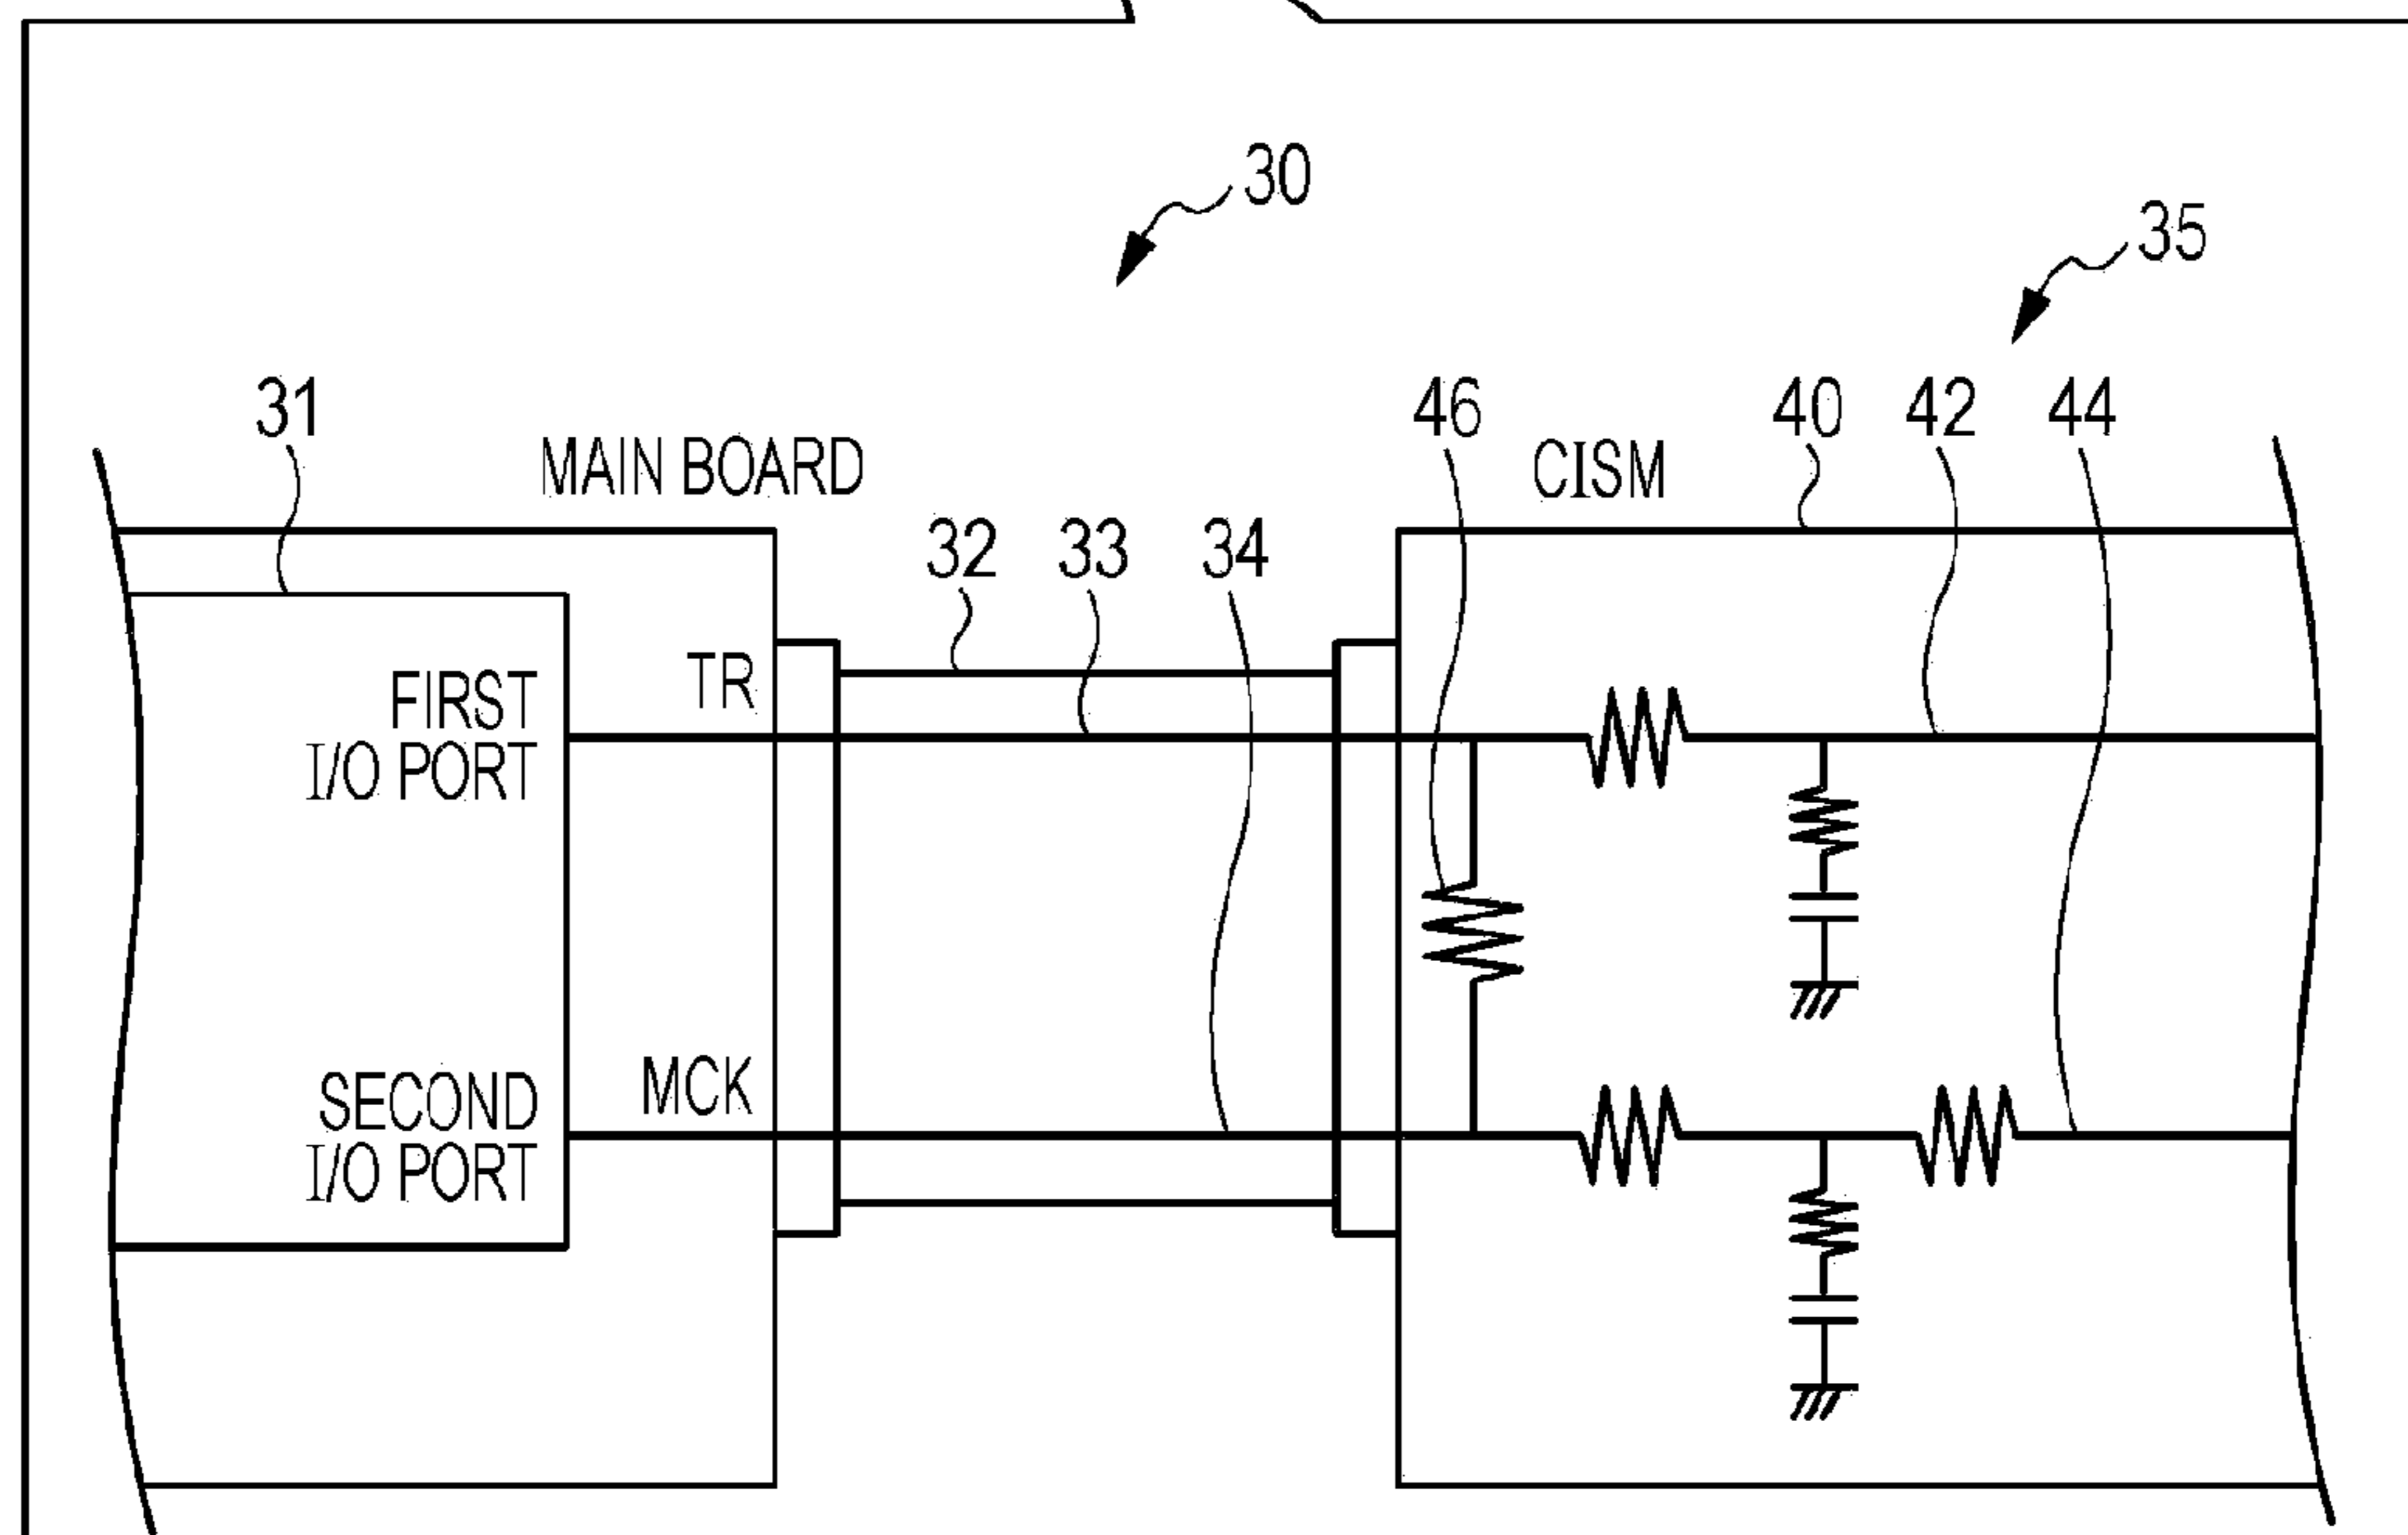 30
35
31
46
40
42
44
MAIN BOARD
CISM
32
33
34
TR
FIRST
I/O PORT
MCK
SECOND
I/O PORT